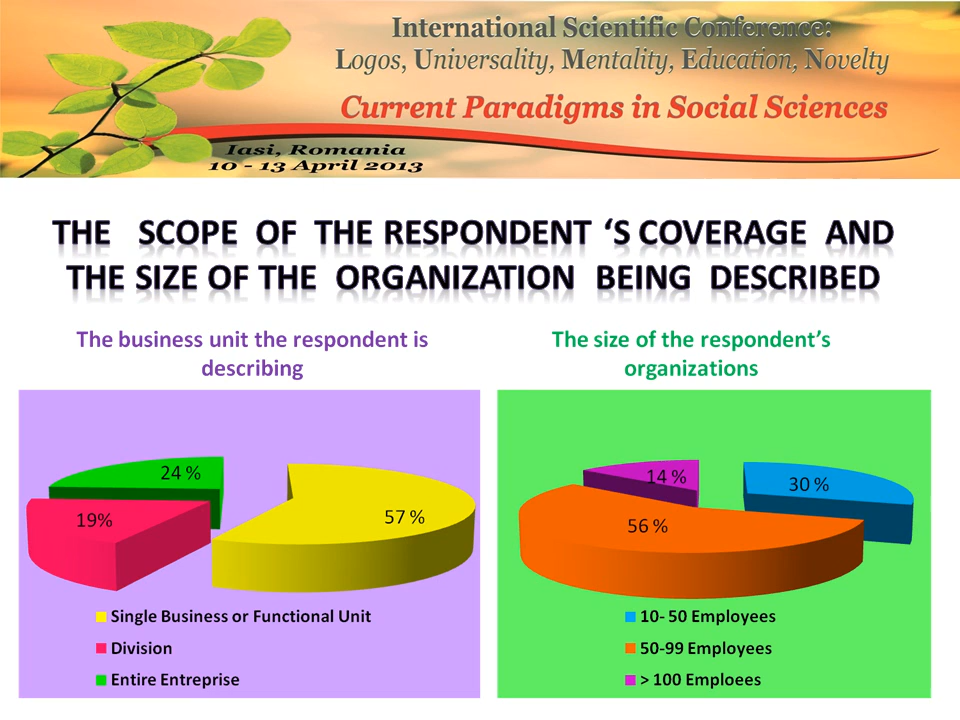 International Scientific Conference:
Logos, Universality, Mentality, Education, Novelty
Current Paradigms in Social Sciences
Iasi, Romania
10 - 13 April 2013
THE SCOPE OF THE RESPONDENT ‘S COVERAGE AND
THE SIZE OF THE ORGANIZATION BEING DESCRIBED
The business unit the respondent is
describing
24 %
19%
57 %
Single Business or Functional Unit
Division
Entire Entreprise
The size of the respondent’s
organizations
14 %
30 %
56 %
10- 50 Employees
50-99 Employees
> 100 Emploees